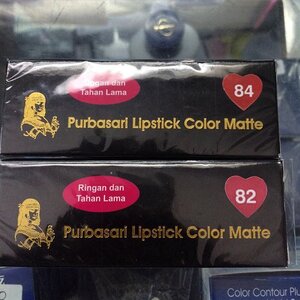 Ringan dan
Tahan Lama
84
Purbasari Lipstick Color Matte
Ringan dan
Tahan Lama
82
Purbasari Lipstick Color Matte
Color Contour Plu